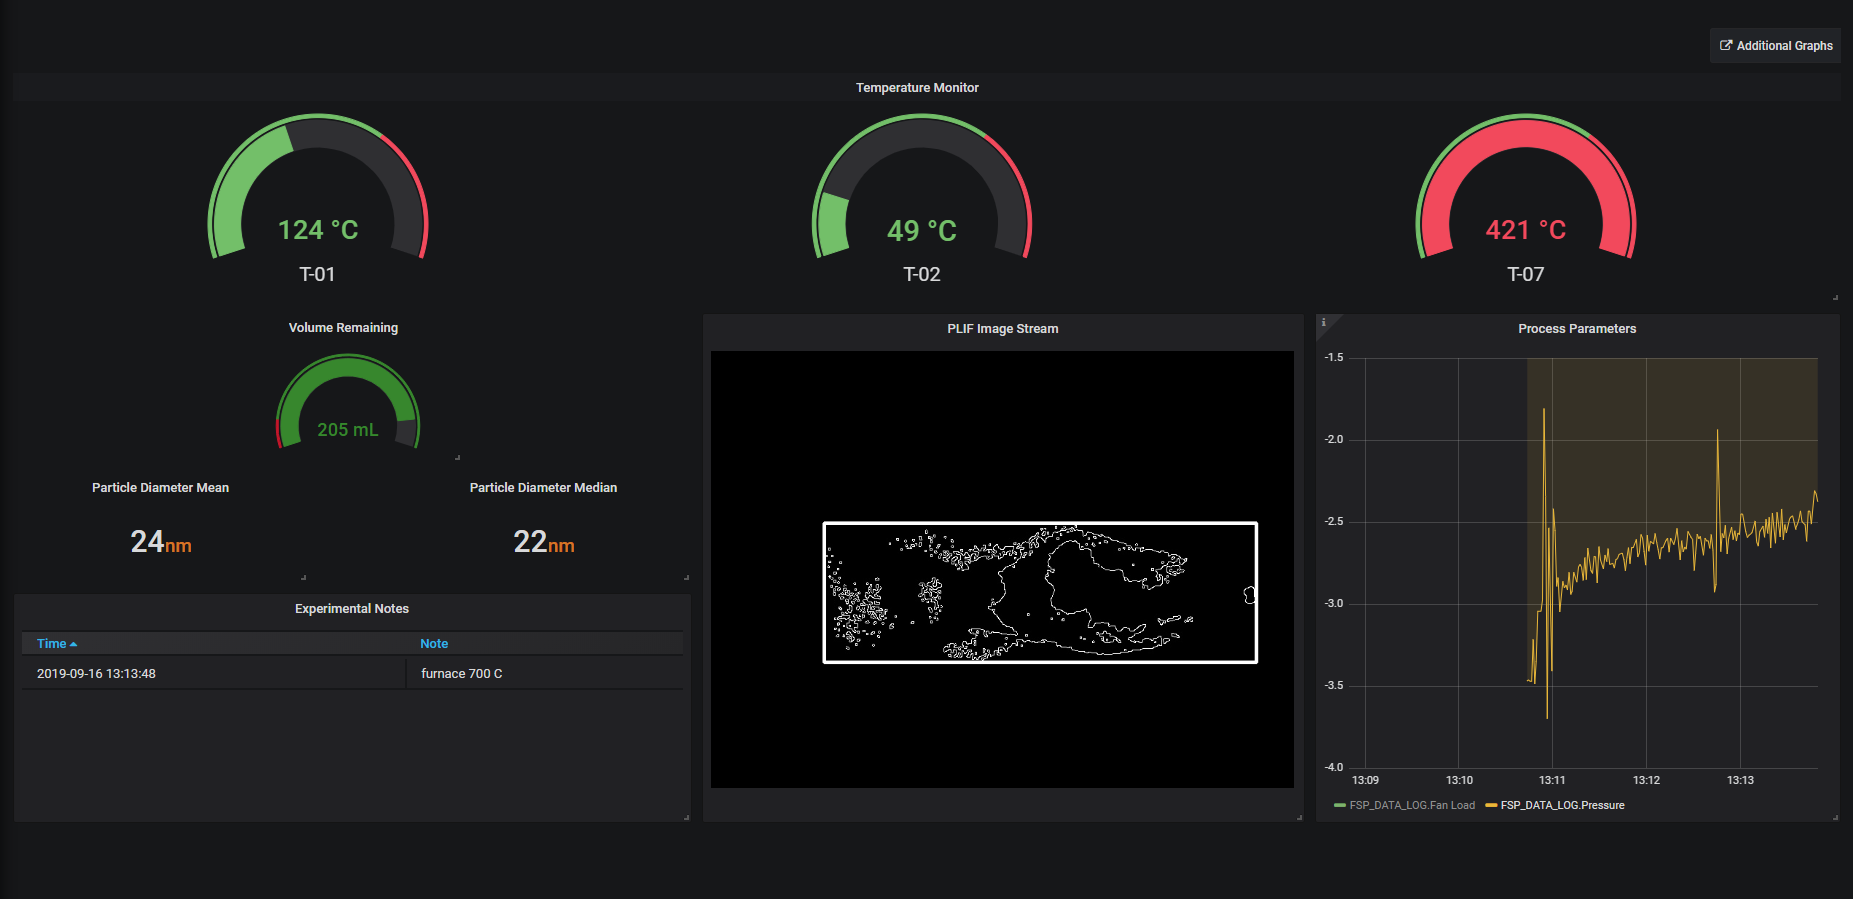 Additional Graphs
Temperature Monitor
124 °C
49 °C
421 °C
T-01
T-02
T-07
Volume Remaining
205 mL
Particle Diameter Mean
Particle Diameter Median
24nm
22nm
Experimental Notes
Time
Note
2019-09-16 13:13:48
furnace 700 C
PLIF Image Stream
i
Process Parameters
-1.5
-2.0
-2.5
-3.0
-3.5
-4.0
13:09
13:10
13:11
13:12
13:13
FSP_DATA_LOG.Fan Load
FSP_DATA_LOG.Pressure